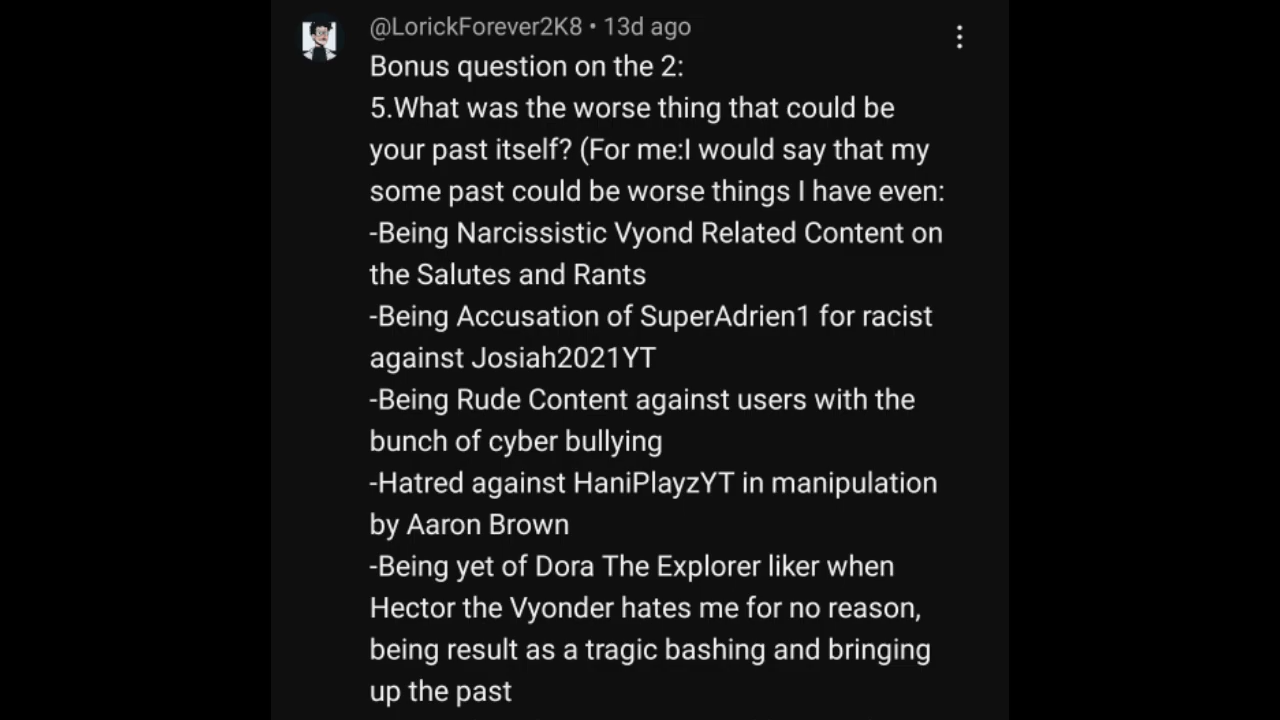 @LorickForever2K8 • 13d ago
Bonus question on the 2:
5.What was the worse thing that could be
your past itself? (For me:I would say that my
some past could be worse things I have even:
-Being Narcissistic Vyond Related Content on
the Salutes and Rants
-Being Accusation of SuperAdrien1 for racist
against Josiah2021YT
-Being Rude Content against users with the
bunch of cyber bullying
-Hatred against HaniPlayzYT in manipulation
by Aaron Brown
-Being yet of Dora The Explorer liker when
Hector the Vyonder hates me for no reason,
being result as a tragic bashing and bringing
up the past